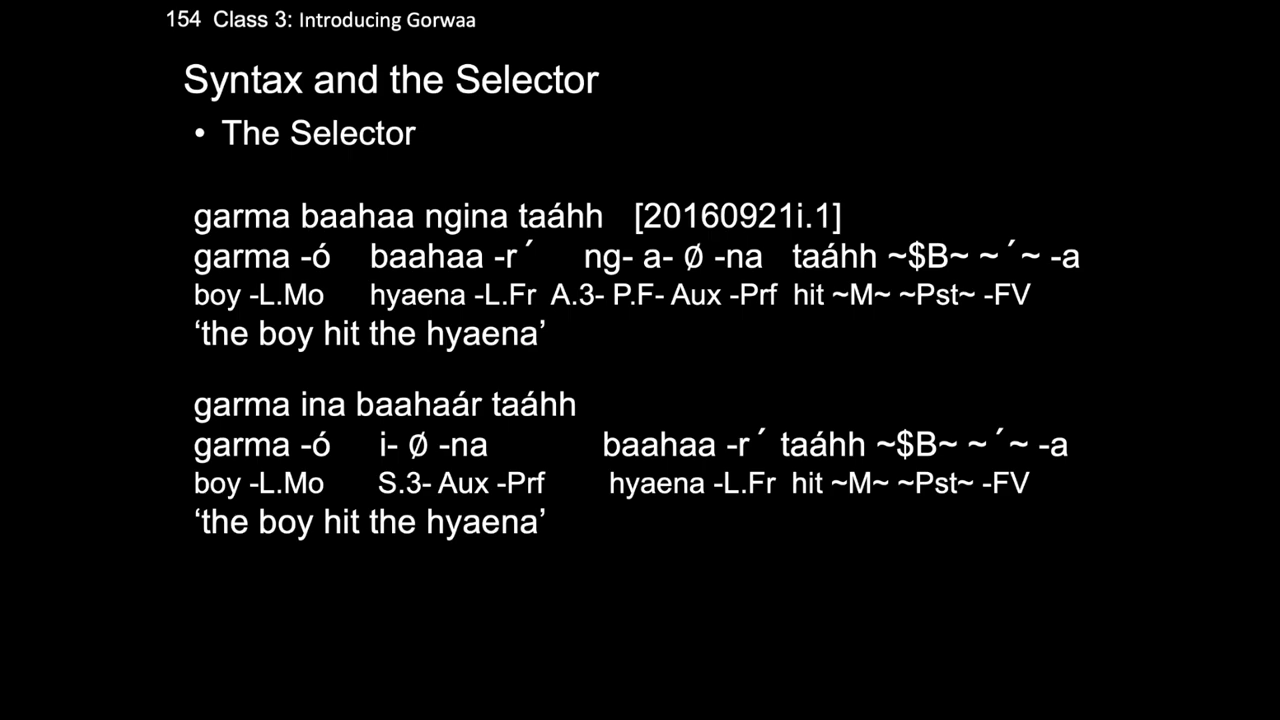 154 Class 3: Introducing Gorwaa
Syntax and the Selector
• The Selector
garma baahaa ngina taáhh [20160921i.1]
garma -ó baahaa -r ´ ng- a- ∅ -na taáhh ~$B~ ~ ´ ~ -a
boy -L.Mo hyaena -L.Fr A.3- P.F- Aux -Prf hit ~M~ ~Pst~ -FV
‘the boy hit the hyaena’
garma ina baahaár taáhh
garma -ó i- ∅ -na baahaa -r ´ taáhh ~$B~ ~ ´ ~ -a
boy -L.Mo S.3- Aux -Prf hyaena -L.Fr hit ~M~ ~Pst~ -FV
‘the boy hit the hyaena’